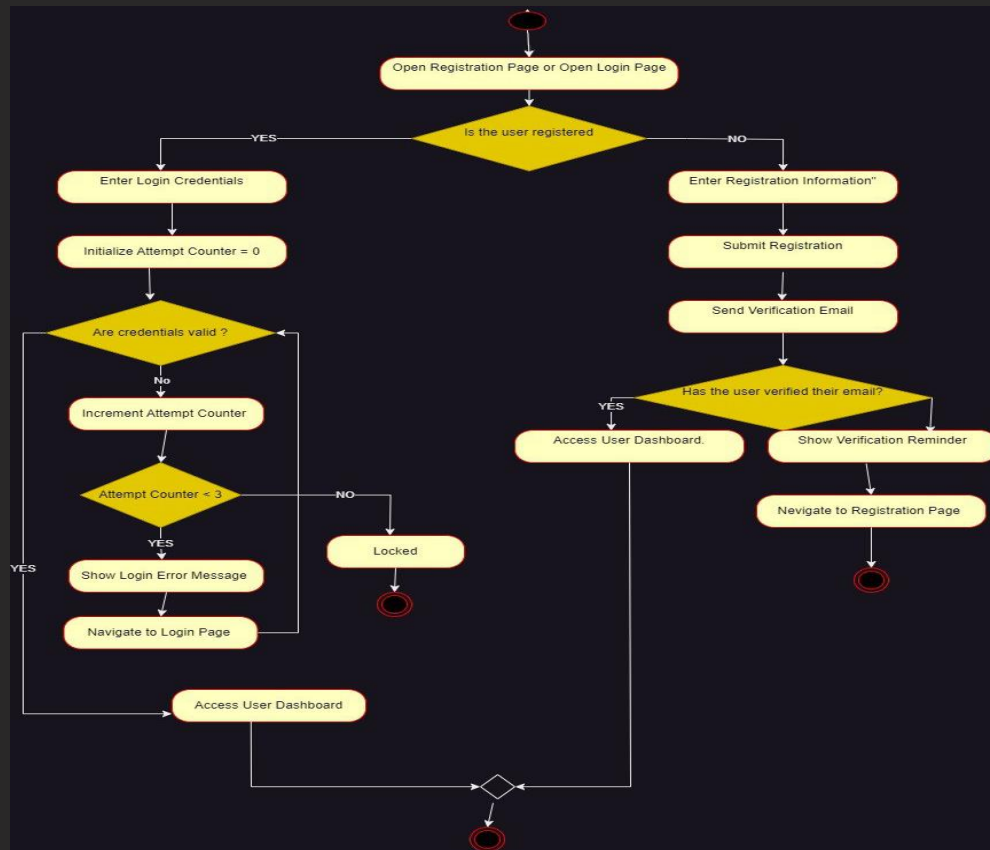 Open Registration Page or Open Login Page
Is the user registered
YES
NO
Enter Login Credentials
Enter Registration Information"
Initialize Attempt Counter = 0
Submit Registration
Send Verification Email
Are credentials valid ?
No
Has the user verified their email?
YES
Increment Attempt Counter
Access User Dashboard.
Show Verification Reminder
Attempt Counter < 3
NO
Nevigate to Registration Page
YES
Locked
YES
Show Login Error Message
Navigate to Login Page
Access User Dashboard